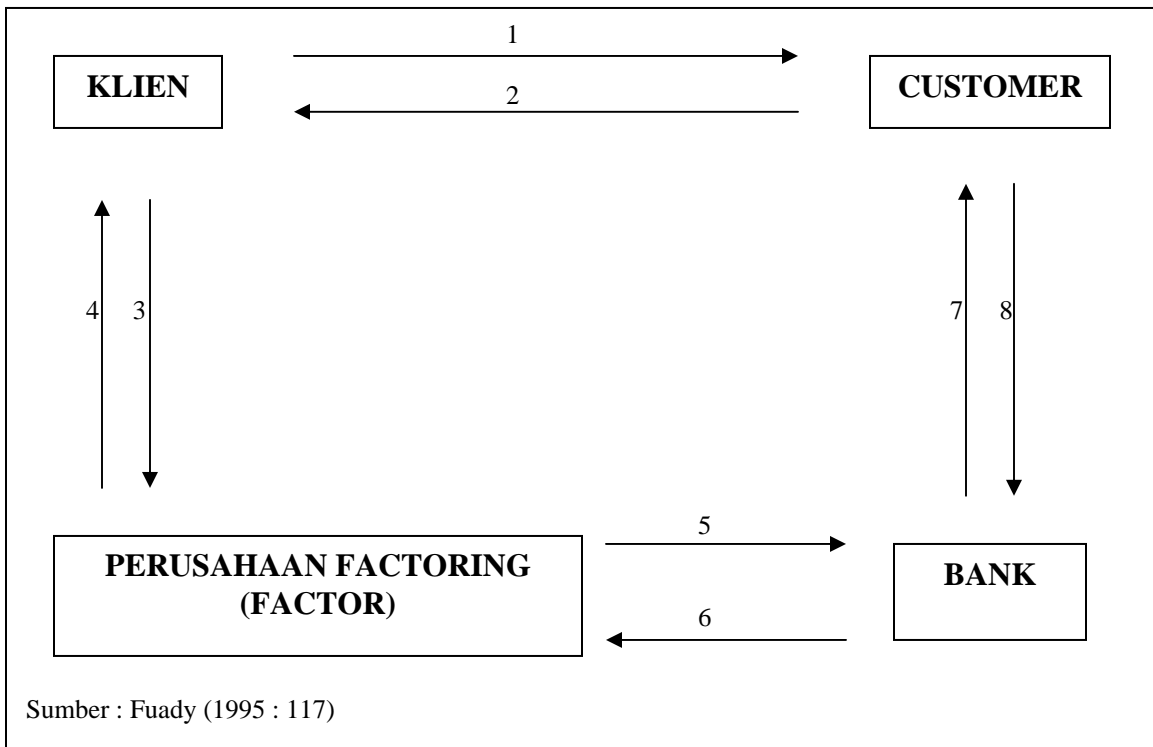 1
KLIEN
CUSTOMER
2
4 3
7 8
5
PERUSAHAAN FACTORING
(FACTOR)
BANK
6
Sumber : Fuady (1995 : 117)